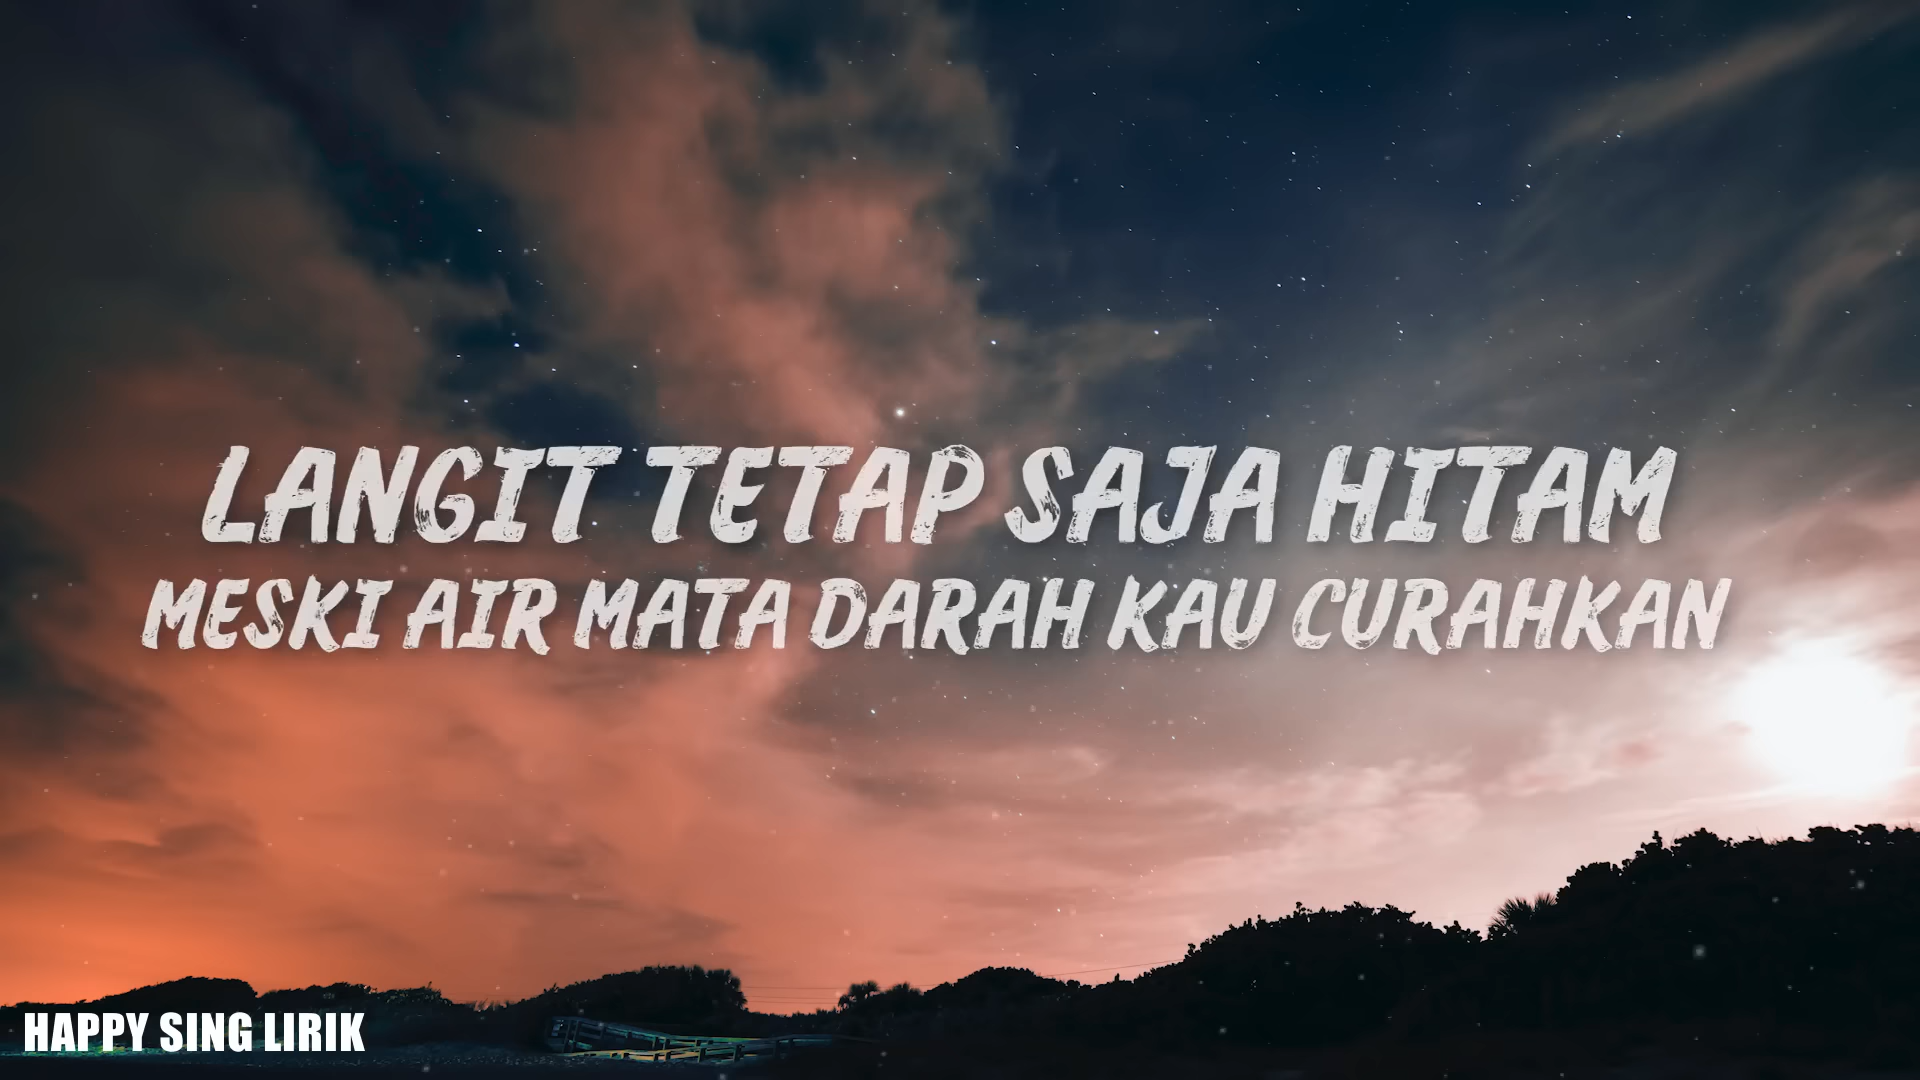 LANGIT TETAP SAJA HITAM
MESKI AIR MATA DARAH KAU CURAHKAN
HAPPY SING LIRIK